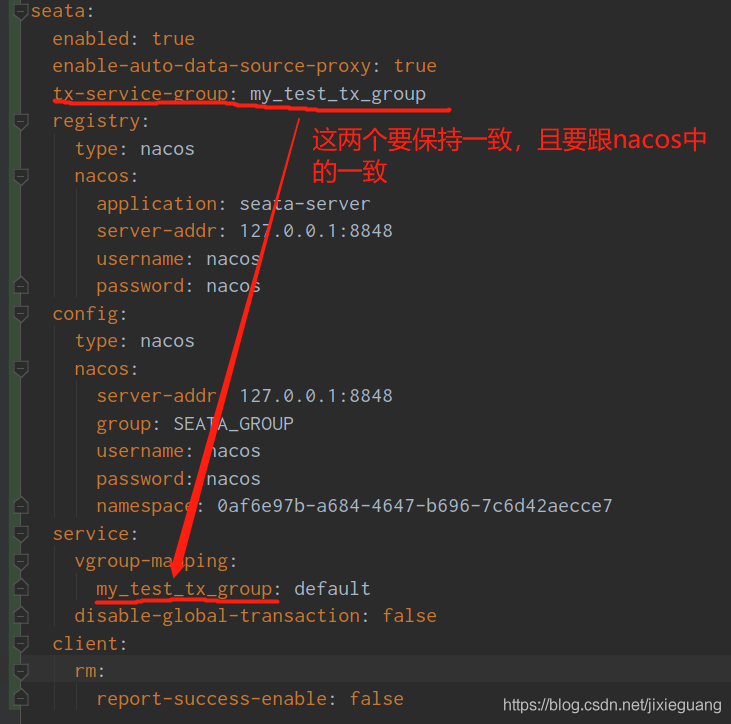 seata:
enabled: true
enable-auto-data-source-proxy: true
tx-service-group: my_test_tx_group
registry:
这两个要保持一致，且要跟nacos中
的一致
type: nacos
nacos:
application: seata-server
server-addr: 127.0.0.1:8848
username: nacos
password: nacos
config:
type: nacos
nacos:
server-addr: 127.0.0.1:8848
group: SEATA_GROUP
username: nacos
password: nacos
namespace: 0af6e97b-a684-4647-b696-7c6d42aecce7
service:
vgroup-mapping:
my_test_tx_group: default
disable-global-transaction: false
client:
rm:
report-success-enable: false
https://blog.csdn.net/jixieguang